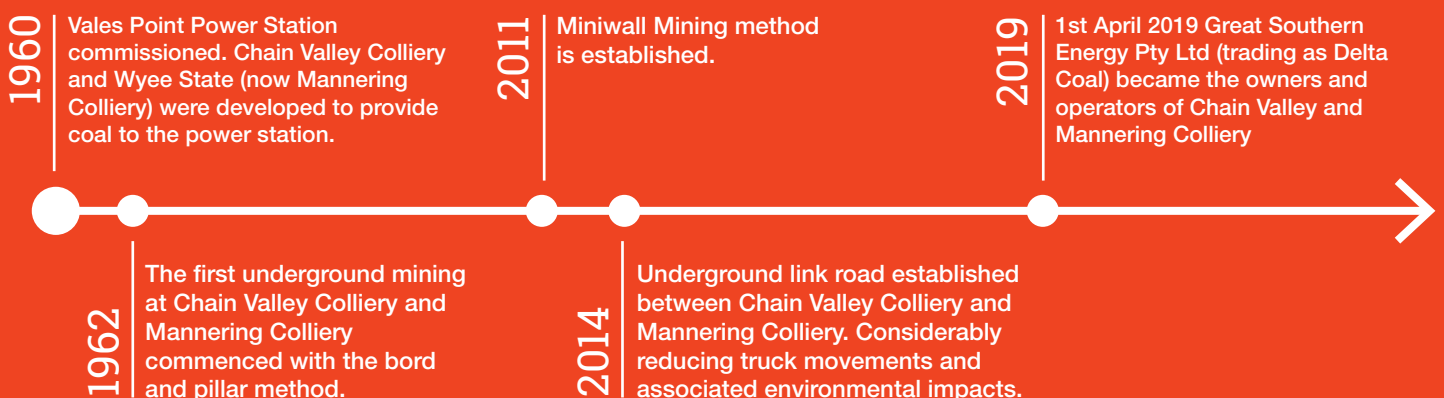 1960
Vales Point Power Station
commissioned. Chain Valley Colliery
and Wyee State (now Mannering
Colliery) were developed to provide
coal to the power station.
1962
The first underground mining
at Chain Valley Colliery and
Mannering Colliery
commenced with the bord
and pillar method.
2011
Miniwall Mining method
is established.
2014
Underground link road established
between Chain Valley Colliery and
Mannering Colliery. Considerably
reducing truck movements and
associated environmental impacts.
2019
1st April 2019 Great Southern
Energy Pty Ltd (trading as Delta
Coal) became the owners and
operators of Chain Valley and
Mannering Colliery